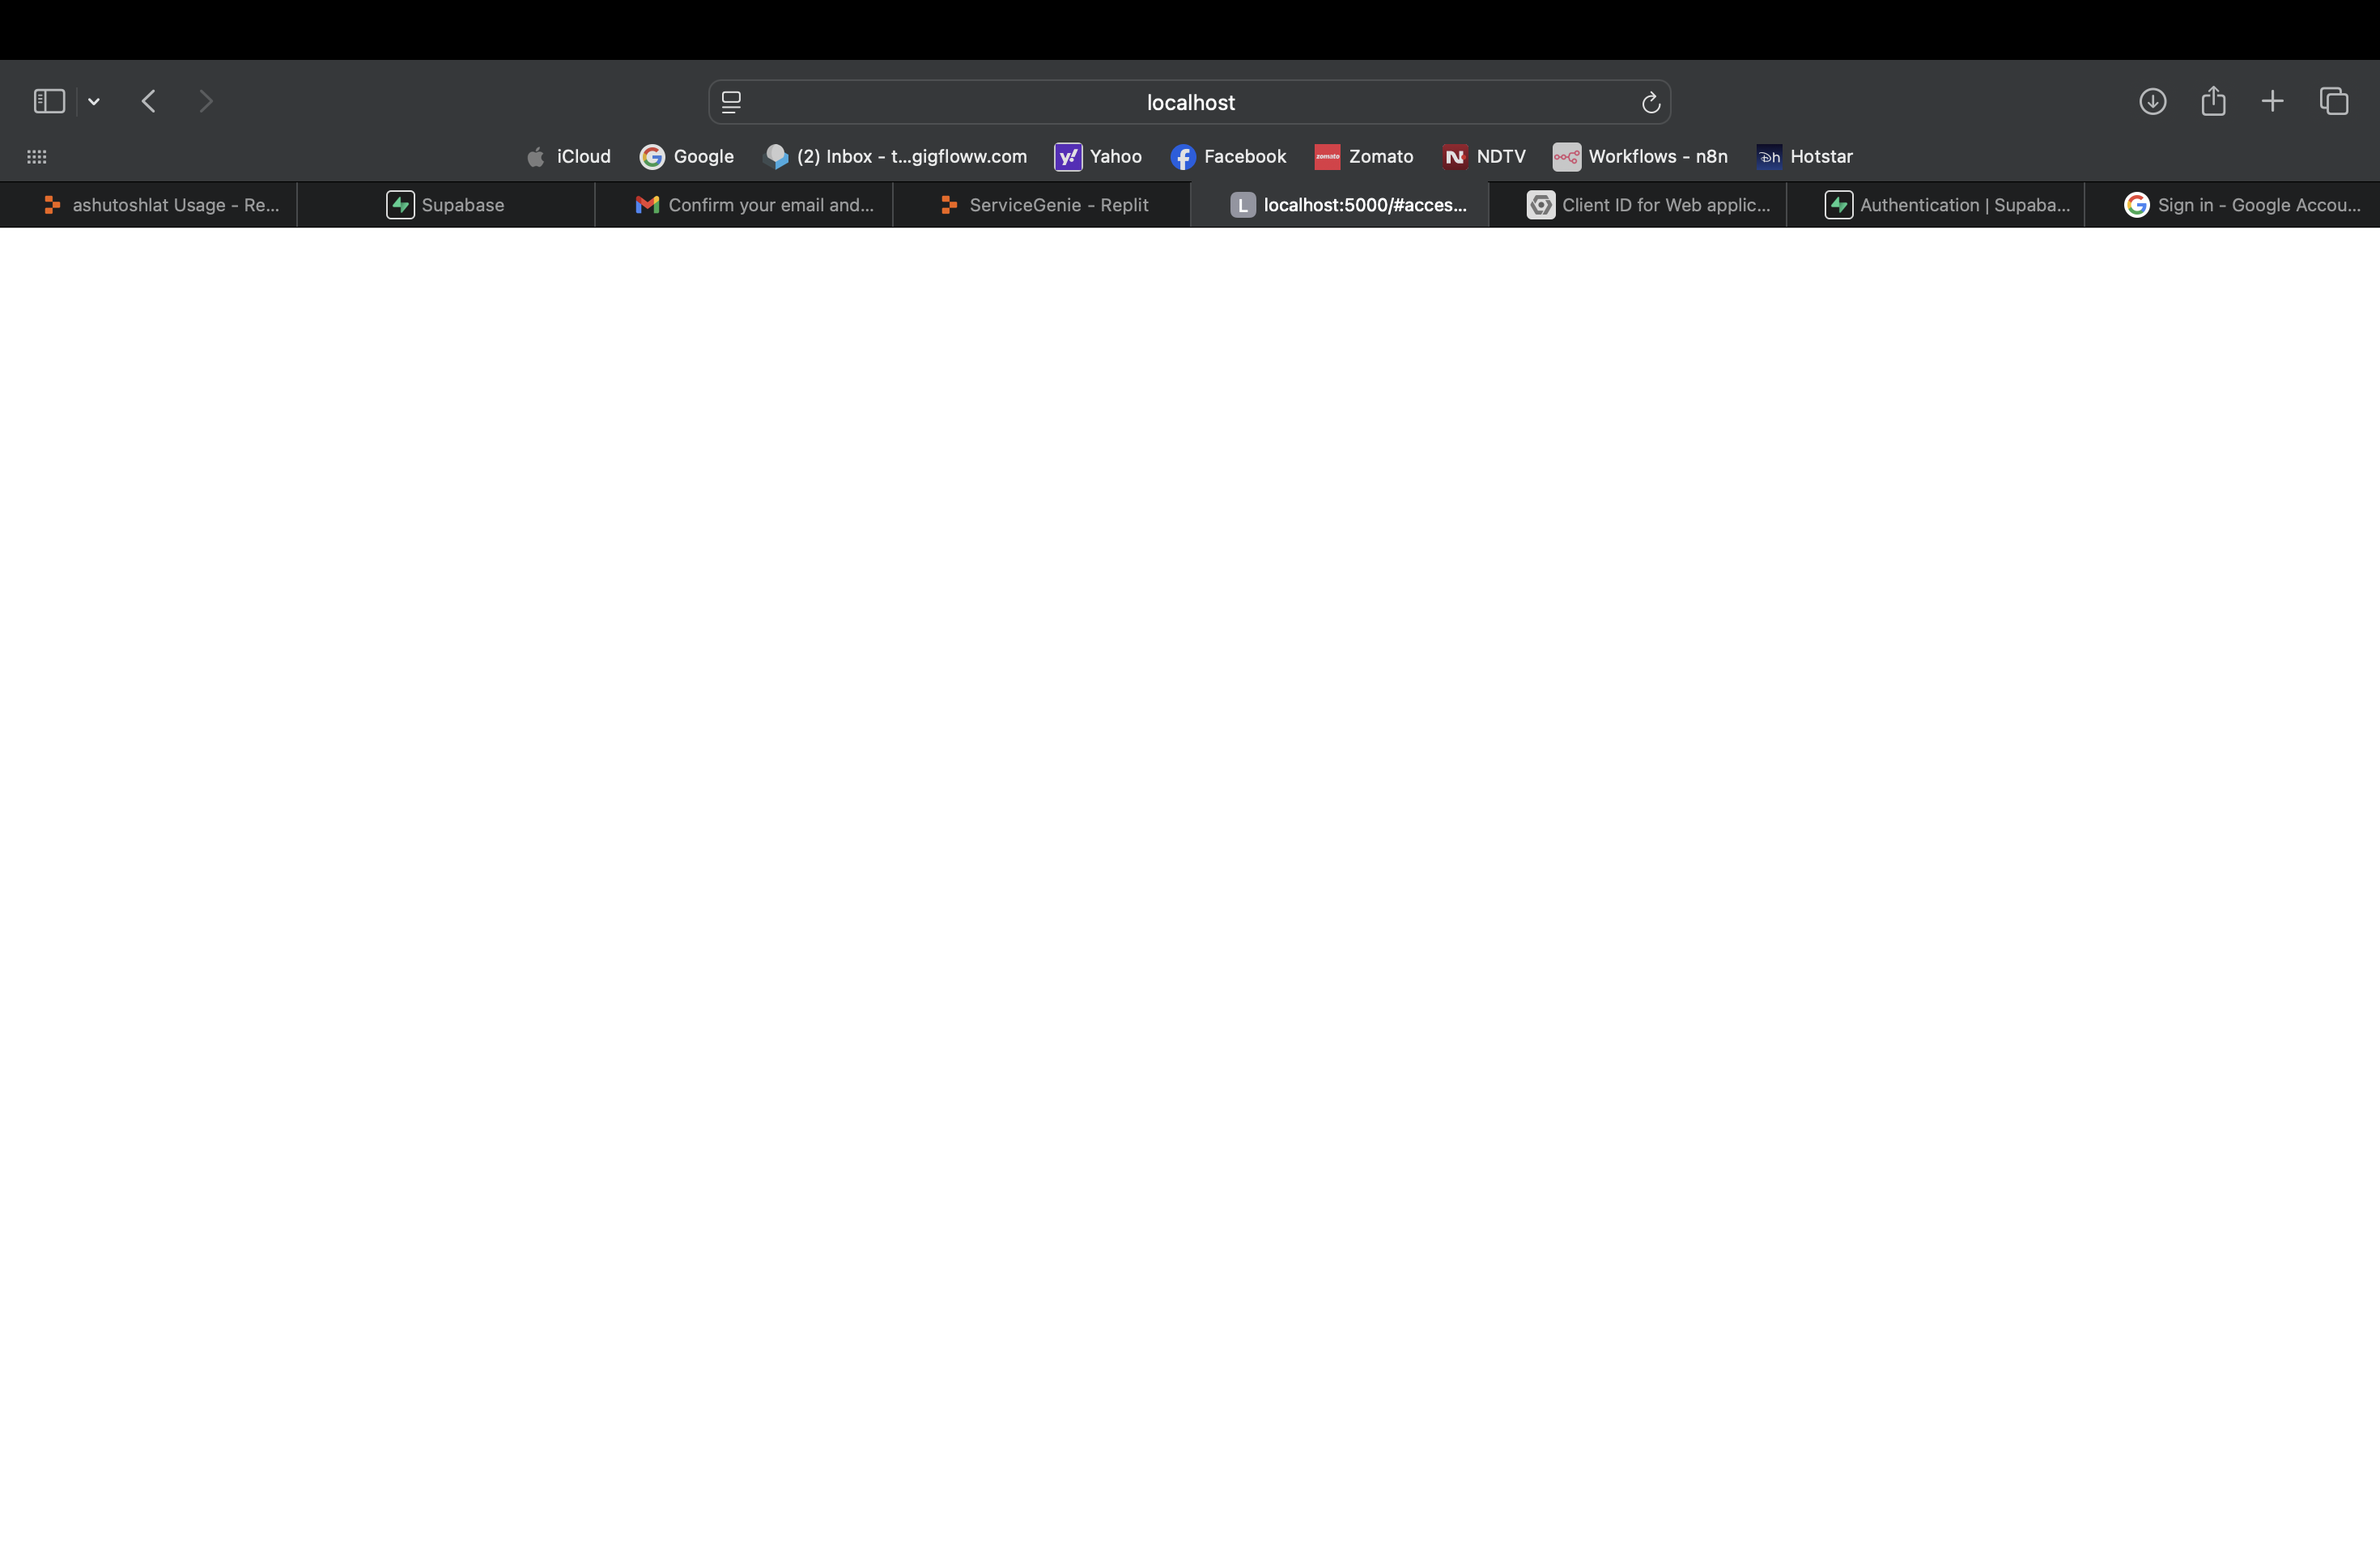 localhost
iCloud Google (2) Inbox - t...gigfloww.com y! Yahoo Facebook zomato Zomato N NDTV Workflows - n8n h Hotstar
ashutoshlat Usage - Re... Supabase Confirm your email and... ServiceGenie - Replit L localhost:5000/#acces... Client ID for Web applic... Authentication | Supaba... Sign in - Google Accou...